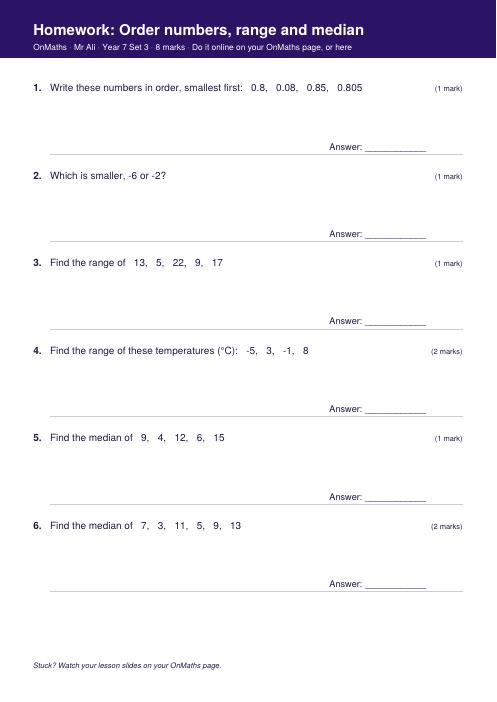 Homework: Order numbers, range and median
OnMaths · Mr Ali · Year 7 Set 3 · 8 marks · Do it online on your OnMaths page, or here
1. Write these numbers in order, smallest first: 0.8, 0.08, 0.85, 0.805 (1 mark)
Answer: ____________
2. Which is smaller, -6 or -2? (1 mark)
Answer: ____________
3. Find the range of 13, 5, 22, 9, 17 (1 mark)
Answer: ____________
4. Find the range of these temperatures (°C): -5, 3, -1, 8 (2 marks)
Answer: ____________
5. Find the median of 9, 4, 12, 6, 15 (1 mark)
Answer: ____________
6. Find the median of 7, 3, 11, 5, 9, 13 (2 marks)
Answer: ____________
Stuck? Watch your lesson slides on your OnMaths page.